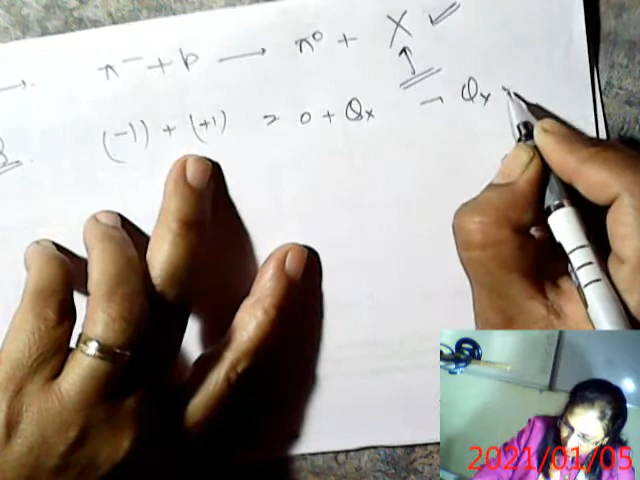 π⁻ + p → π⁰ + X
(-1) + (+1) = 0 + Qx → Qx
2021/01/05